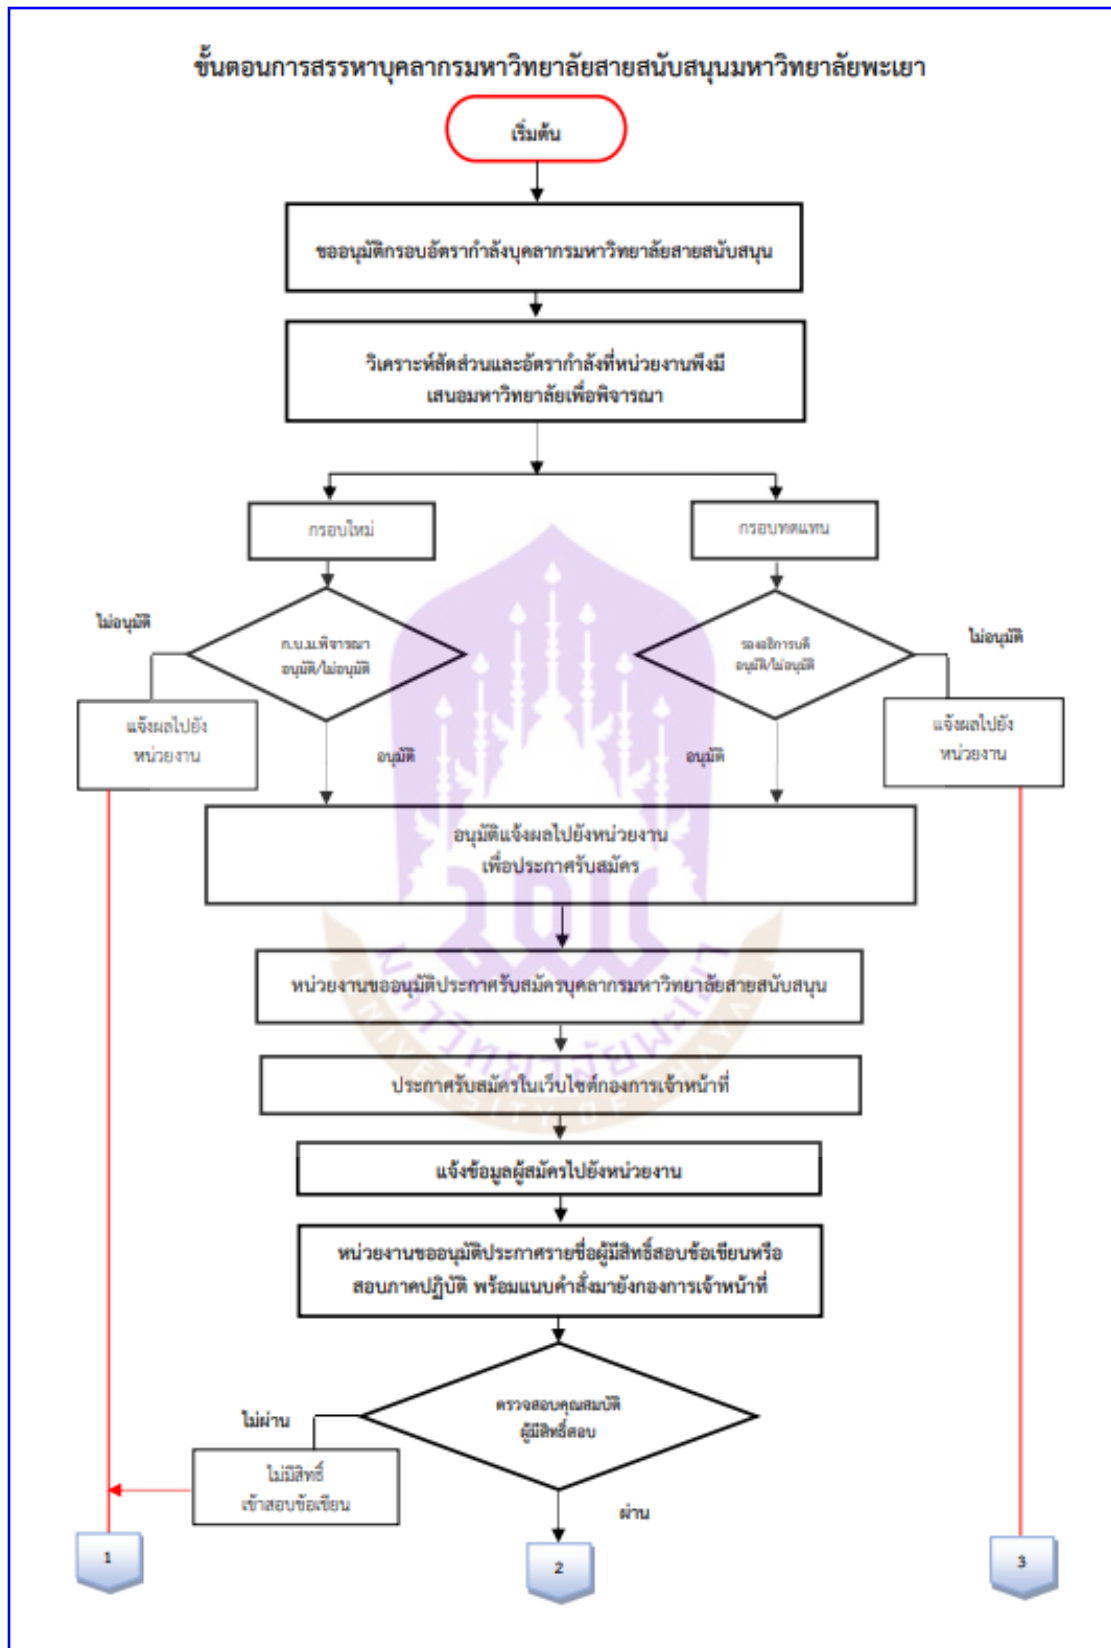 ขั้นตอนการสรรหาบุคลากรมหาวิทยาลัยสายสนับสนุนมหาวิทยาลัยพะเยา
เริ่มต้น
ขออนุมัติกรอบอัตรากำลังบุคลากรมหาวิทยาลัยสายสนับสนุน
วิเคราะห์สัดส่วนและอัตรากำลังที่หน่วยงานพึงมี
เสนอมหาวิทยาลัยเพื่อพิจารณา
กรอบใหม่
กรอบทดแทน
ไม่อนุมัติ
ก.บ.ม.พิจารณา
อนุมัติ/ไม่อนุมัติ
รองอธิการบดี
อนุมัติ/ไม่อนุมัติ
ไม่อนุมัติ
แจ้งผลไปยัง
หน่วยงาน
อนุมัติ
อนุมัติ
แจ้งผลไปยัง
หน่วยงาน
อนุมัติแจ้งผลไปยังหน่วยงาน
เพื่อประกาศรับสมัคร
หน่วยงานขออนุมัติประกาศรับสมัครบุคลากรมหาวิทยาลัยสายสนับสนุน
ประกาศรับสมัครในเว็บไซต์กองการเจ้าหน้าที่
มหาวิทยาลัยพะเยา
UNIVERSITY OF PHAYAO
แจ้งข้อมูลผู้สมัครไปยังหน่วยงาน
หน่วยงานขออนุมัติประกาศรายชื่อผู้มีสิทธิ์สอบข้อเขียนหรือ
สอบภาคปฏิบัติ พร้อมแนบคำสั่งมายังกองการเจ้าหน้าที่
ตรวจสอบคุณสมบัติ
ผู้มีสิทธิ์สอบ
ไม่ผ่าน
ไม่มีสิทธิ์
เข้าสอบข้อเขียน
ผ่าน
1
2
3